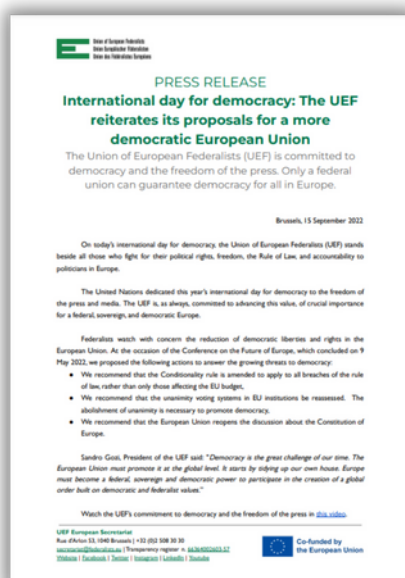 Union of European Federalists
Union Europäischer Föderalisten
Union des Fédéralistes Européens
PRESS RELEASE
International day for democracy: The UEF
reiterates its proposals for a more
democratic European Union
The Union of European Federalists (UEF) is committed to
democracy and the freedom of the press. Only a federal
union can guarantee democracy for all in Europe.
Brussels, 15 September 2022
On today's international day for democracy, the Union of European Federalists (UEF) stands
beside all those who fight for their political rights, freedom, the Rule of Law, and accountability to
politicians in Europe.
The United Nations dedicated this year's international day for democracy to the freedom of
the press and media. The UEF is, as always, committed to advancing this value, of crucial importance
for a federal, sovereign, and democratic Europe.
Federalists watch with concern the reduction of democratic liberties and rights in the
European Union. At the occasion of the Conference on the Future of Europe, which concluded on 9
May 2022, we proposed the following actions to answer the growing threats to democracy:
● We recommend that the Conditionality rule is amended to apply to all breaches of the rule
of law, rather than only those affecting the EU budget,
● We recommend that the unanimity voting systems in EU institutions be reassessed. The
abolishment of unanimity is necessary to promote democracy,
● We recommend that the European Union reopens the discussion about the Constitution of
Europe.
Sandro Gozi, President of the UEF said: "Democracy is the great challenge of our time. The
European Union must promote it at the global level. It starts by tidying up our own house. Europe
must become a federal, sovereign and democratic power to participate in the creation of a global
order built on democratic and federalist values."
Watch the UEF's commitment to democracy and the freedom of the press in this video.
UEF European Secretariat
Rue d'Arlon 53, 1040 Brussels | +32 (0)2 508 30 30
secretariat@federalists.eu | Transparency register n.
Website | Facebook | Twitter | Instagram | LinkedIn | Youtube
Co-funded by
the European Union